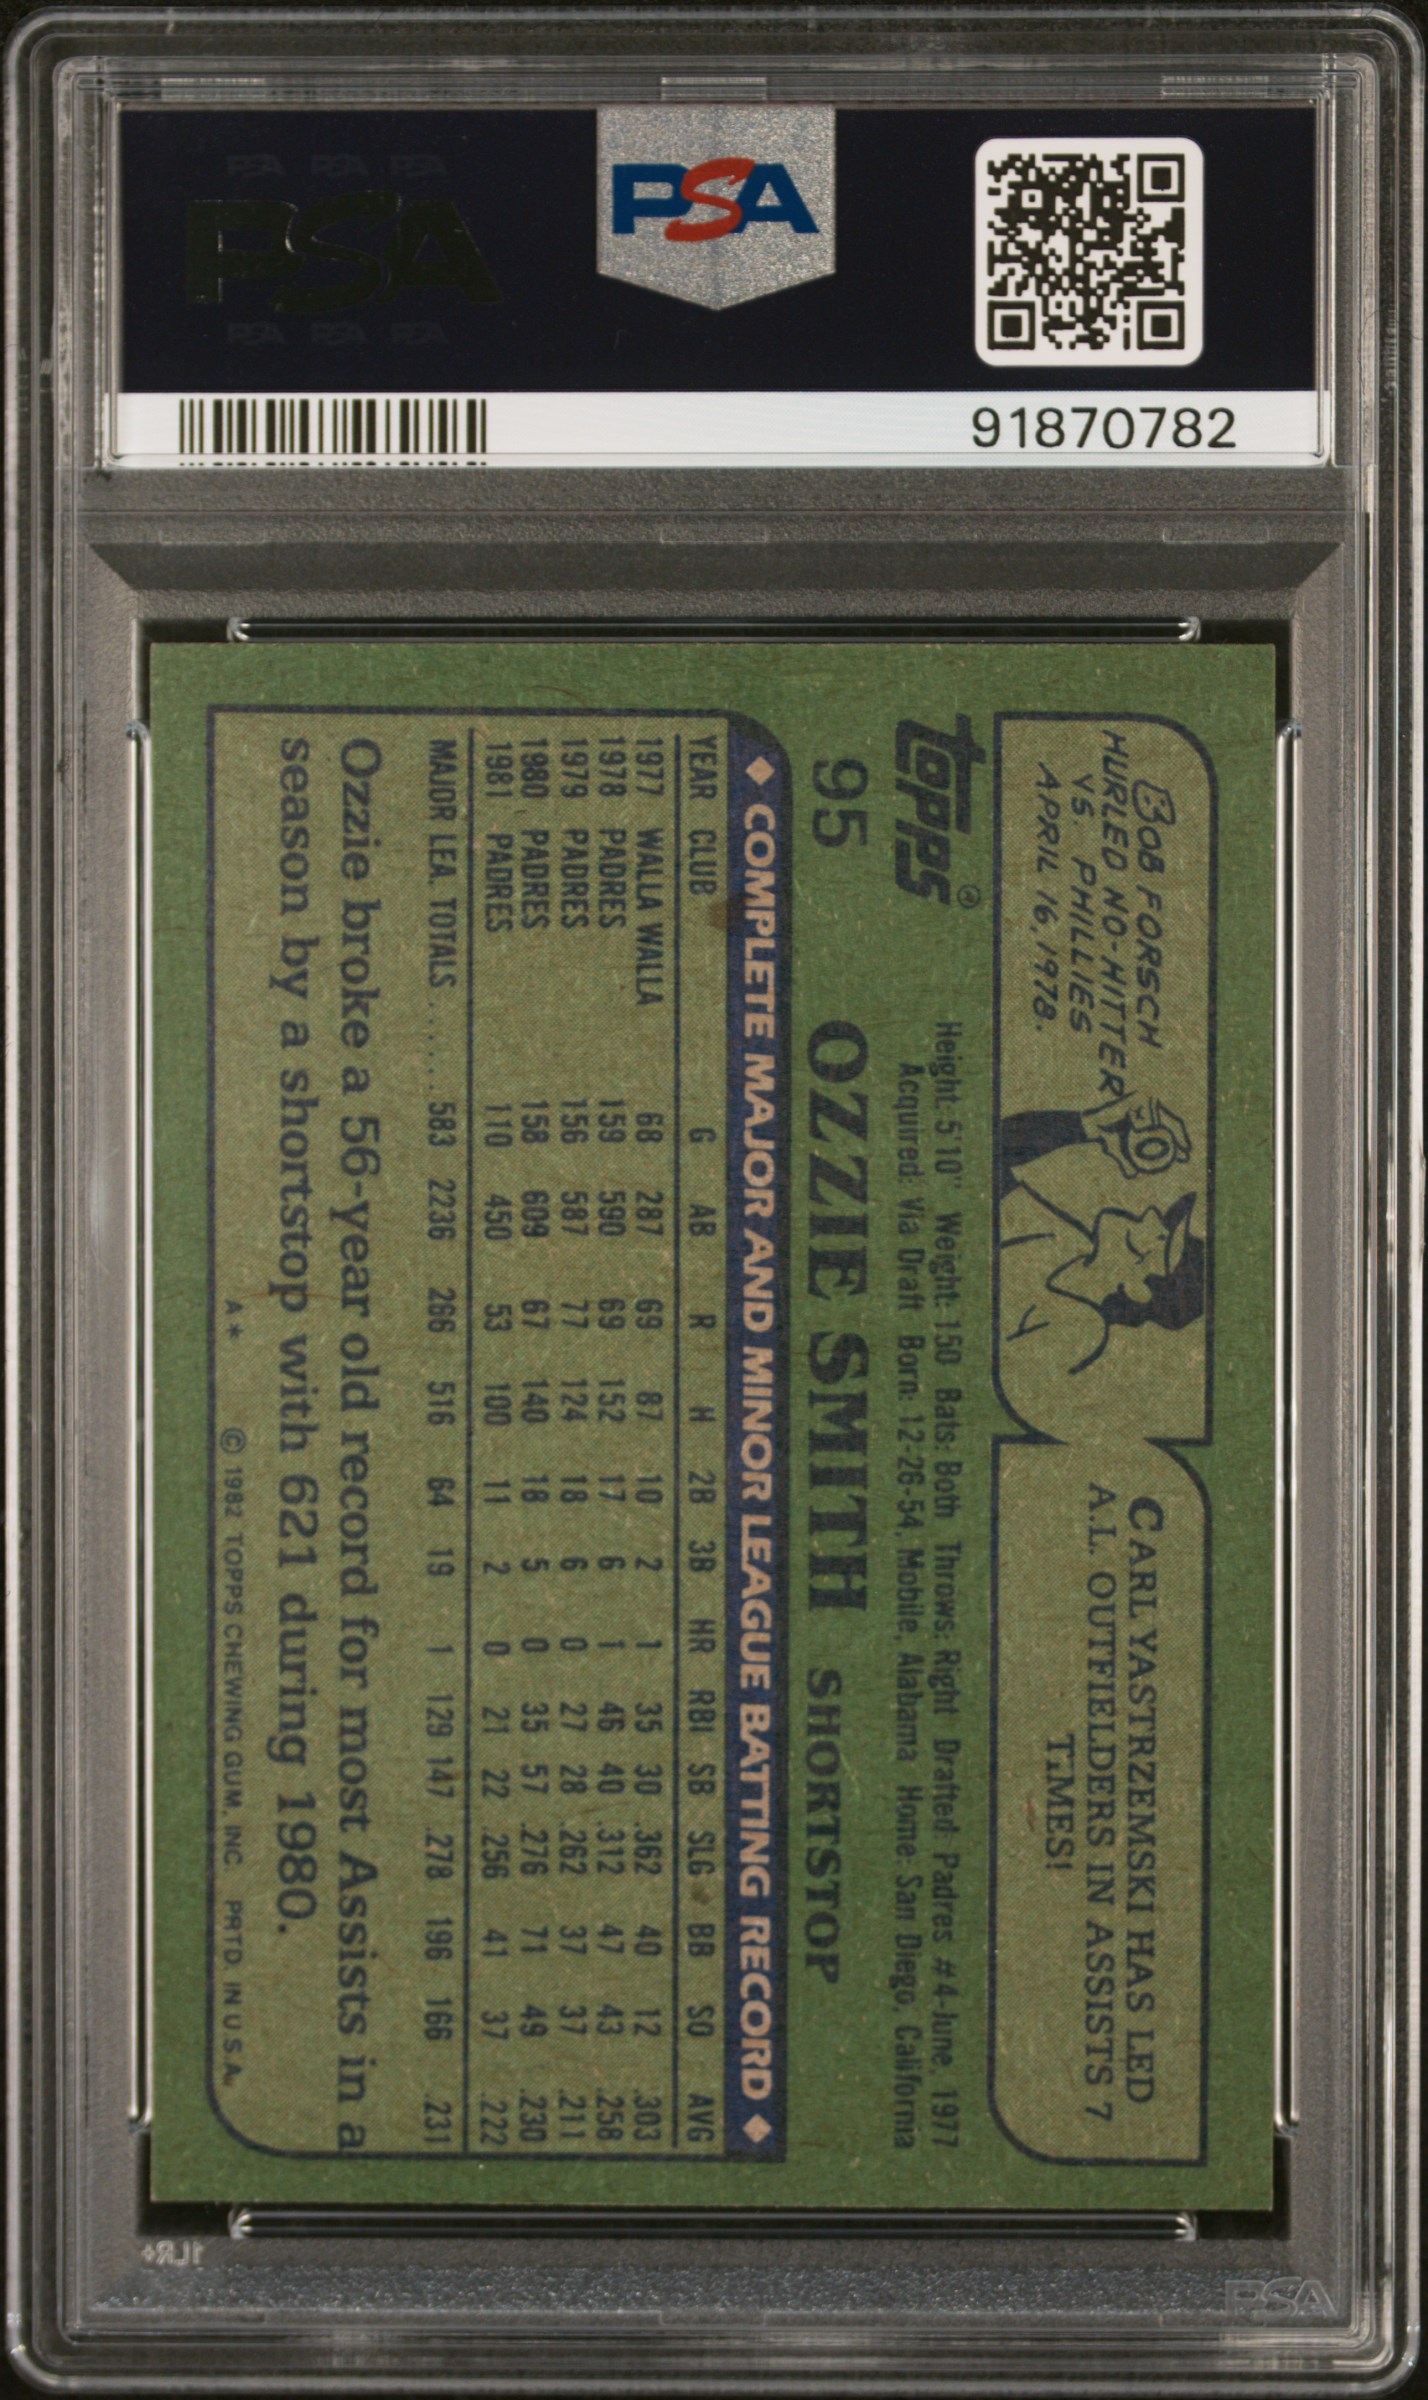 PSA PSA PSA
PSA
PSA PSA PSA
PSA
91870782
BOB FORSCH
HURLED NO-HITTER
VS. PHILLIES
APRIL 16, 1978.
CARL YASTRZEMSKI HAS LED
A.L. OUTFIELDERS IN ASSISTS 7
TIMES!
topps®
Height: 5'10" Weight: 150 Bats: Both Throws: Right Drafted: Padres #4-June, 1977
Acquired: Via Draft Born: 12-26-54, Mobile, Alabama Home: San Diego, California
95 OZZIE SMITH SHORTSTOP
◆ COMPLETE MAJOR AND MINOR LEAGUE BATTING RECORD ◆
YEAR CLUB G AB R H 2B 3B HR RBI SB SLG BB SO AVG
1977 WALLA WALLA 68 287 69 87 10 2 1 35 30 .362 40 12 .303
1978 PADRES 159 590 69 152 17 6 1 46 40 .312 47 43 .258
1979 PADRES 156 587 77 124 18 6 0 27 28 .262 37 37 .211
1980 PADRES 158 609 67 140 18 5 0 35 57 .276 71 49 .230
1981 PADRES 110 450 53 100 11 2 0 21 22 .256 41 37 .222
MAJOR LEA. TOTALS ...... 583 2236 266 516 64 19 1 129 147 .278 196 166 .231
Ozzie broke a 56-year old record for most Assists in a
season by a shortstop with 621 during 1980.
A* © 1982 TOPPS CHEWING GUM, INC. PRTD. IN U.S.A.
1LR+
PSA